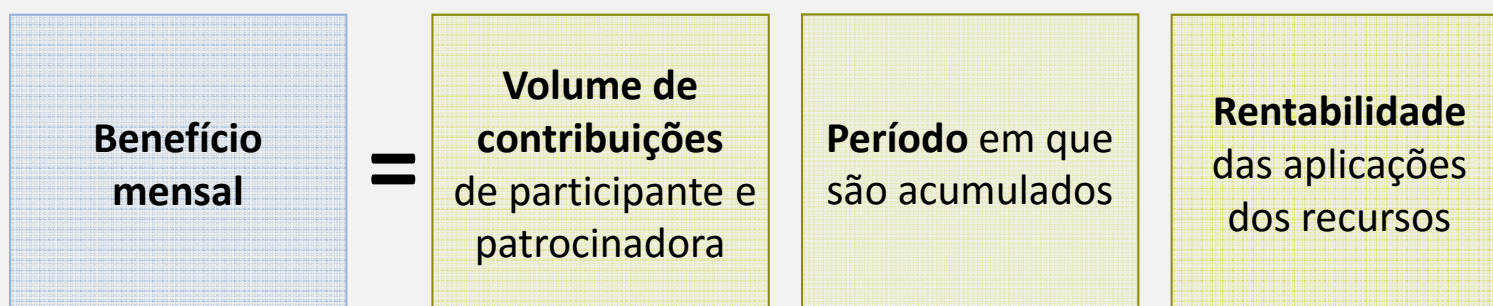 Benefício
mensal
=
Volume de
contribuições
de participante e
patrocinadora
Período em que
são acumulados
Rentabilidade
das aplicações
dos recursos